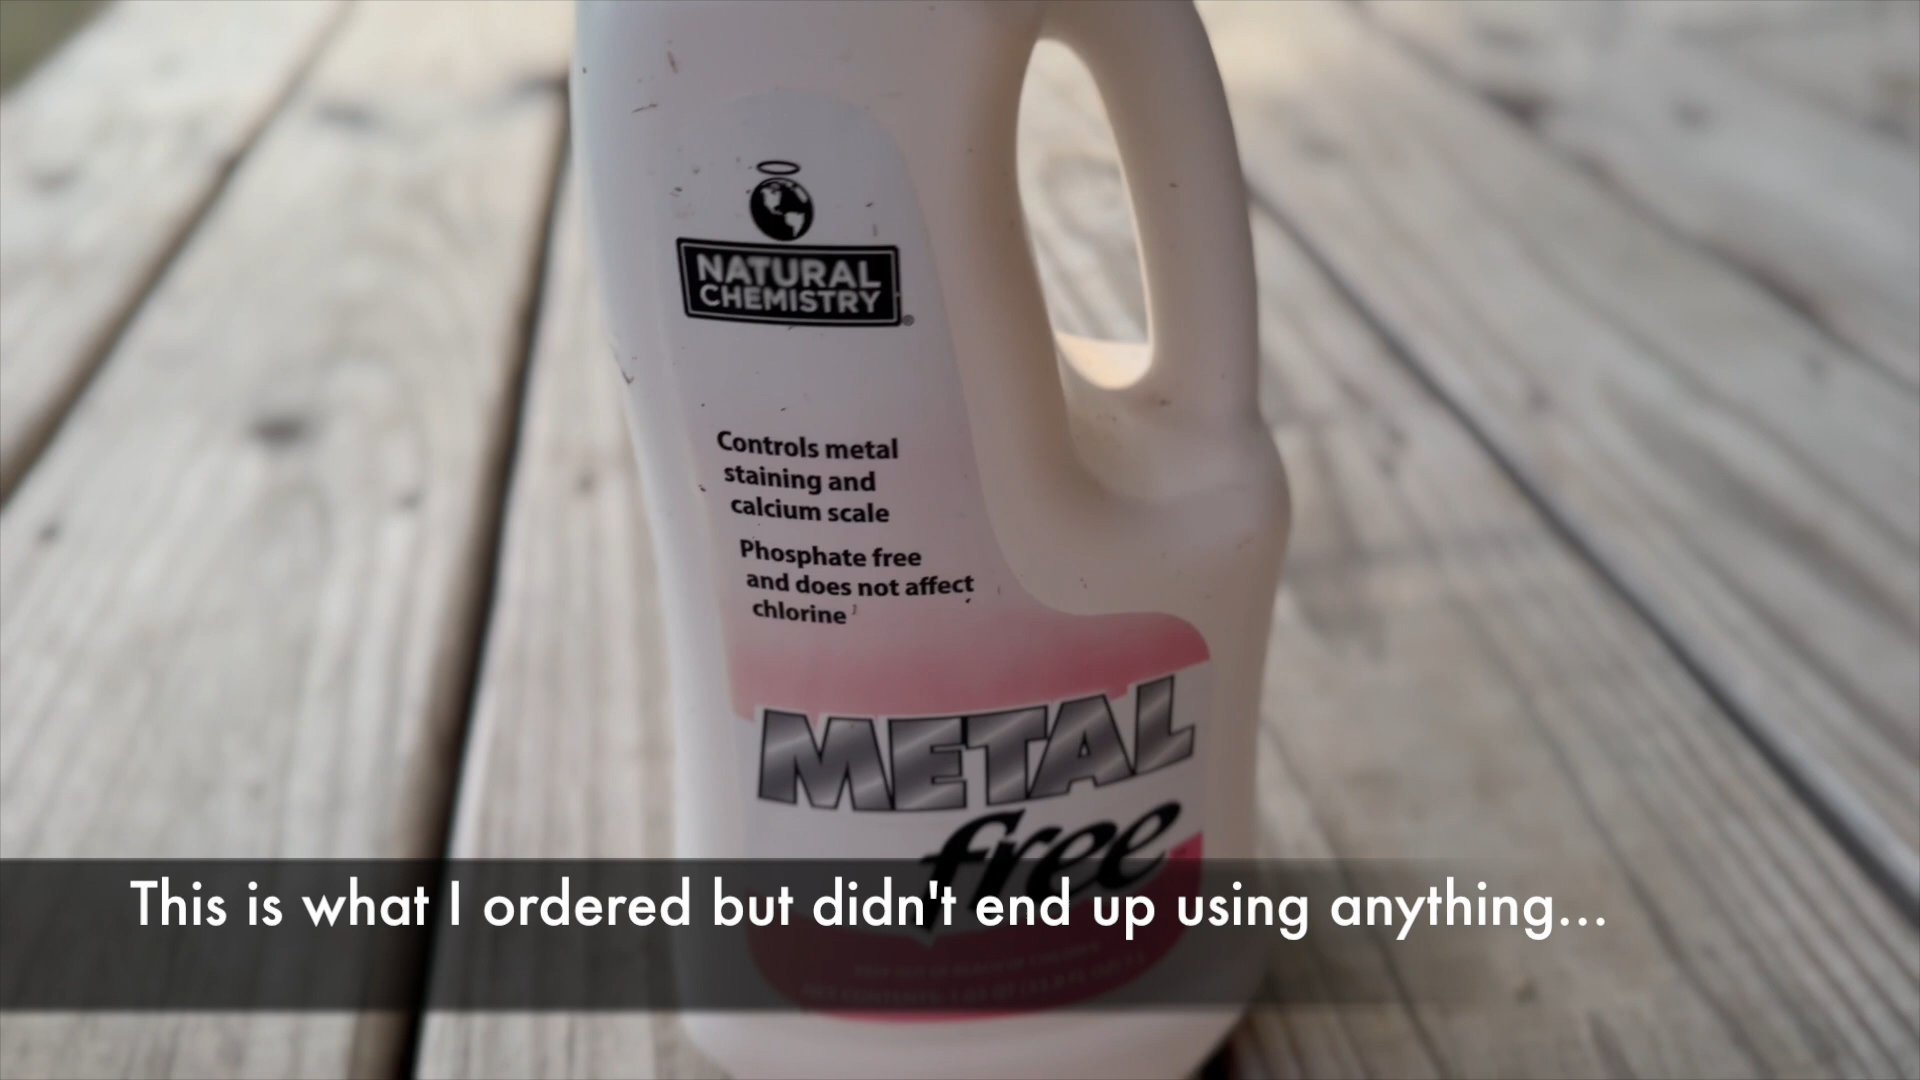 NATURAL
CHEMISTRY®
Controls metal
staining and
calcium scale
Phosphate free
and does not affect
chlorine
METAL
free
This is what I ordered but didn't end up using anything...